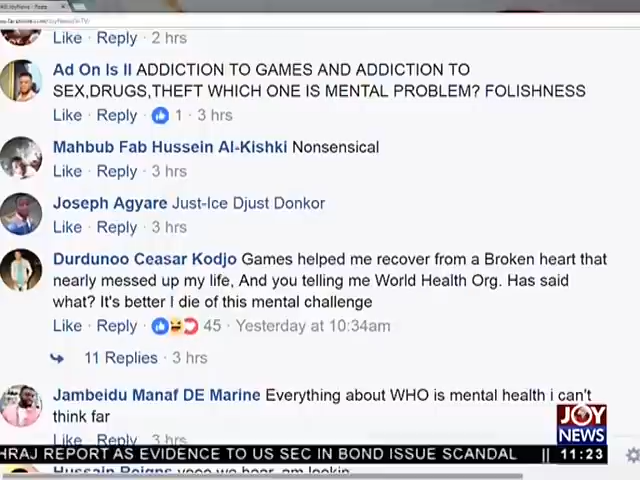 Like · Reply · 2 hrs
Ad On Is II ADDICTION TO GAMES AND ADDICTION TO
SEX,DRUGS,THEFT WHICH ONE IS MENTAL PROBLEM? FOLISHNESS
Like · Reply · 1 · 3 hrs
Mahbub Fab Hussein Al-Kishki Nonsensical
Like · Reply · 3 hrs
Joseph Agyare Just-Ice Djust Donkor
Like · Reply · 3 hrs
Durdunoo Ceasar Kodjo Games helped me recover from a Broken heart that
nearly messed up my life, And you telling me World Health Org. Has said
what? It's better I die of this mental challenge
Like · Reply · 45 · Yesterday at 10:34am
11 Replies · 3 hrs
Jambeidu Manaf DE Marine Everything about WHO is mental health i can't
think far
Like · Reply · 3 hrs
JOY
NEWS
HRAJ REPORT AS EVIDENCE TO US SEC IN BOND ISSUE SCANDAL || 11:23
Hussain Reigns